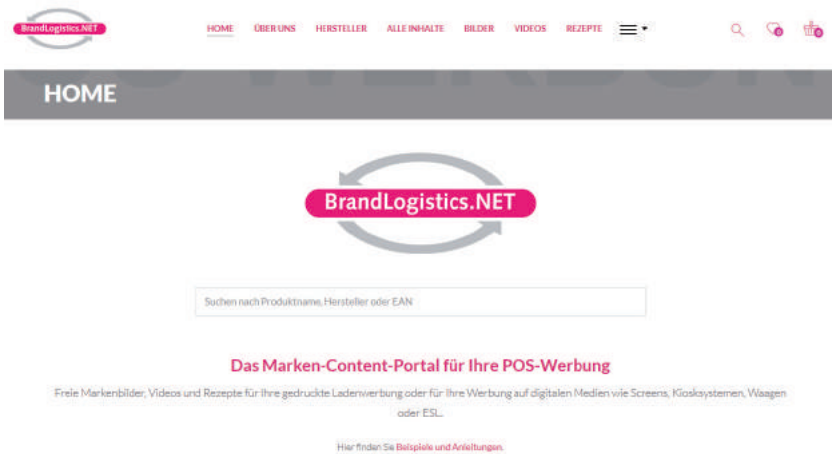 BrandLogistics.NET
HOME ÜBER UNS HERSTELLER ALLE INHALTE BILDER VIDEOS REZEPTE
0 0
HOME
BrandLogistics.NET
Suchen nach Produktname, Hersteller oder EAN
Das Marken-Content-Portal für Ihre POS-Werbung
Freie Markenbilder, Videos und Rezepte für Ihre gedruckte Ladenwerbung oder für Ihre Werbung auf digitalen Medien wie Screens, Kiosksystemen, Waagen
oder ESL.
Hier finden Sie Beispiele und Anleitungen.